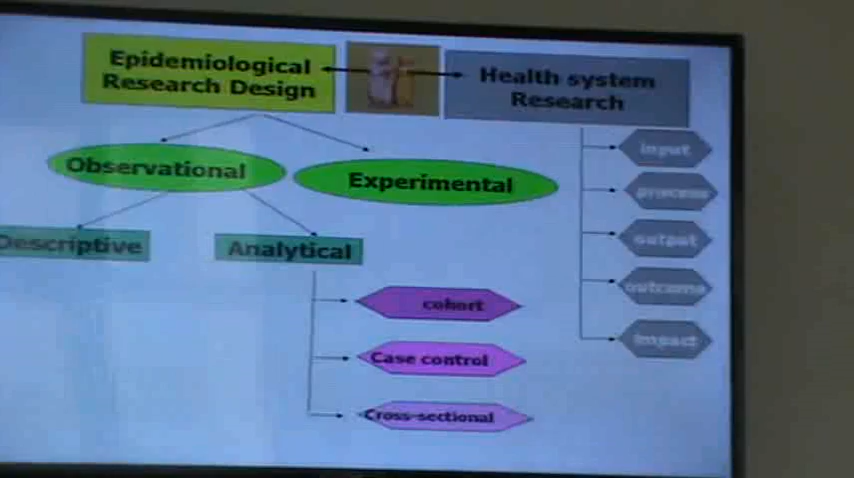 Epidemiological
Research Design
Health system
Research
Observational
Experimental
Descriptive
Analytical
cohort
Case control
Cross-sectional
input
process
output
outcome
impact